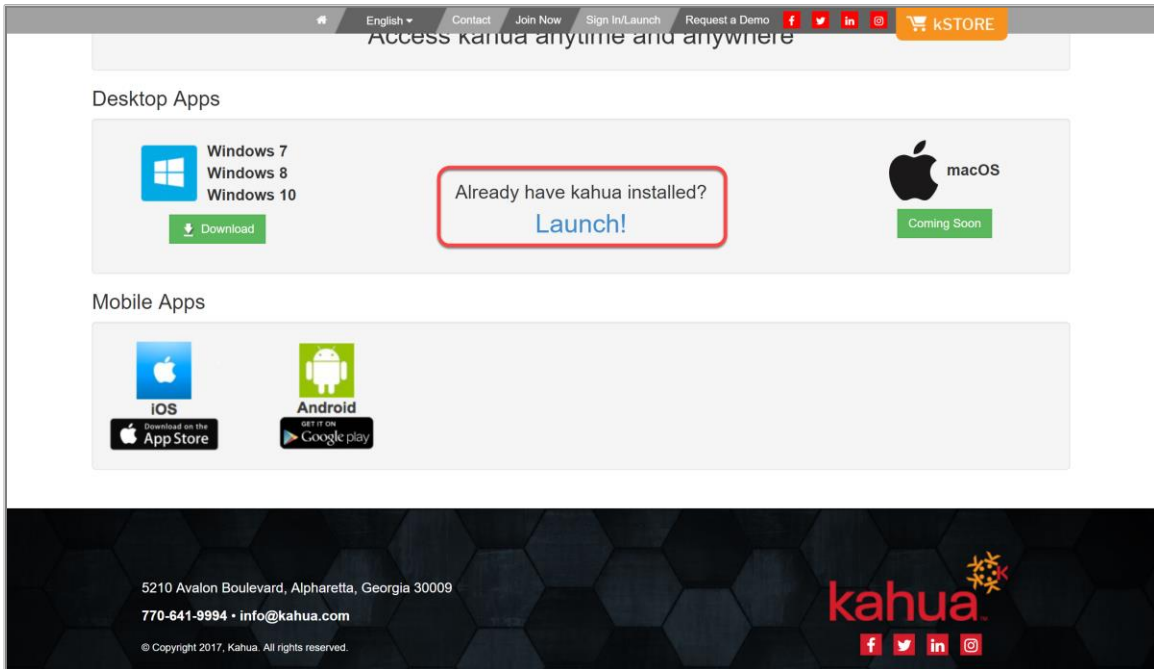 English Contact Join Now Sign In/Launch Request a Demo kSTORE
Access kahua anytime and anywhere
Desktop Apps
Windows 7
Windows 8
Windows 10
Download
Already have kahua installed?
Launch!
macOS
Coming Soon
Mobile Apps
iOS
Download on the
App Store
Android
GET IT ON
Google play
5210 Avalon Boulevard, Alpharetta, Georgia 30009
770-641-9994 • info@kahua.com
© Copyright 2017, Kahua. All rights reserved.
kahua™